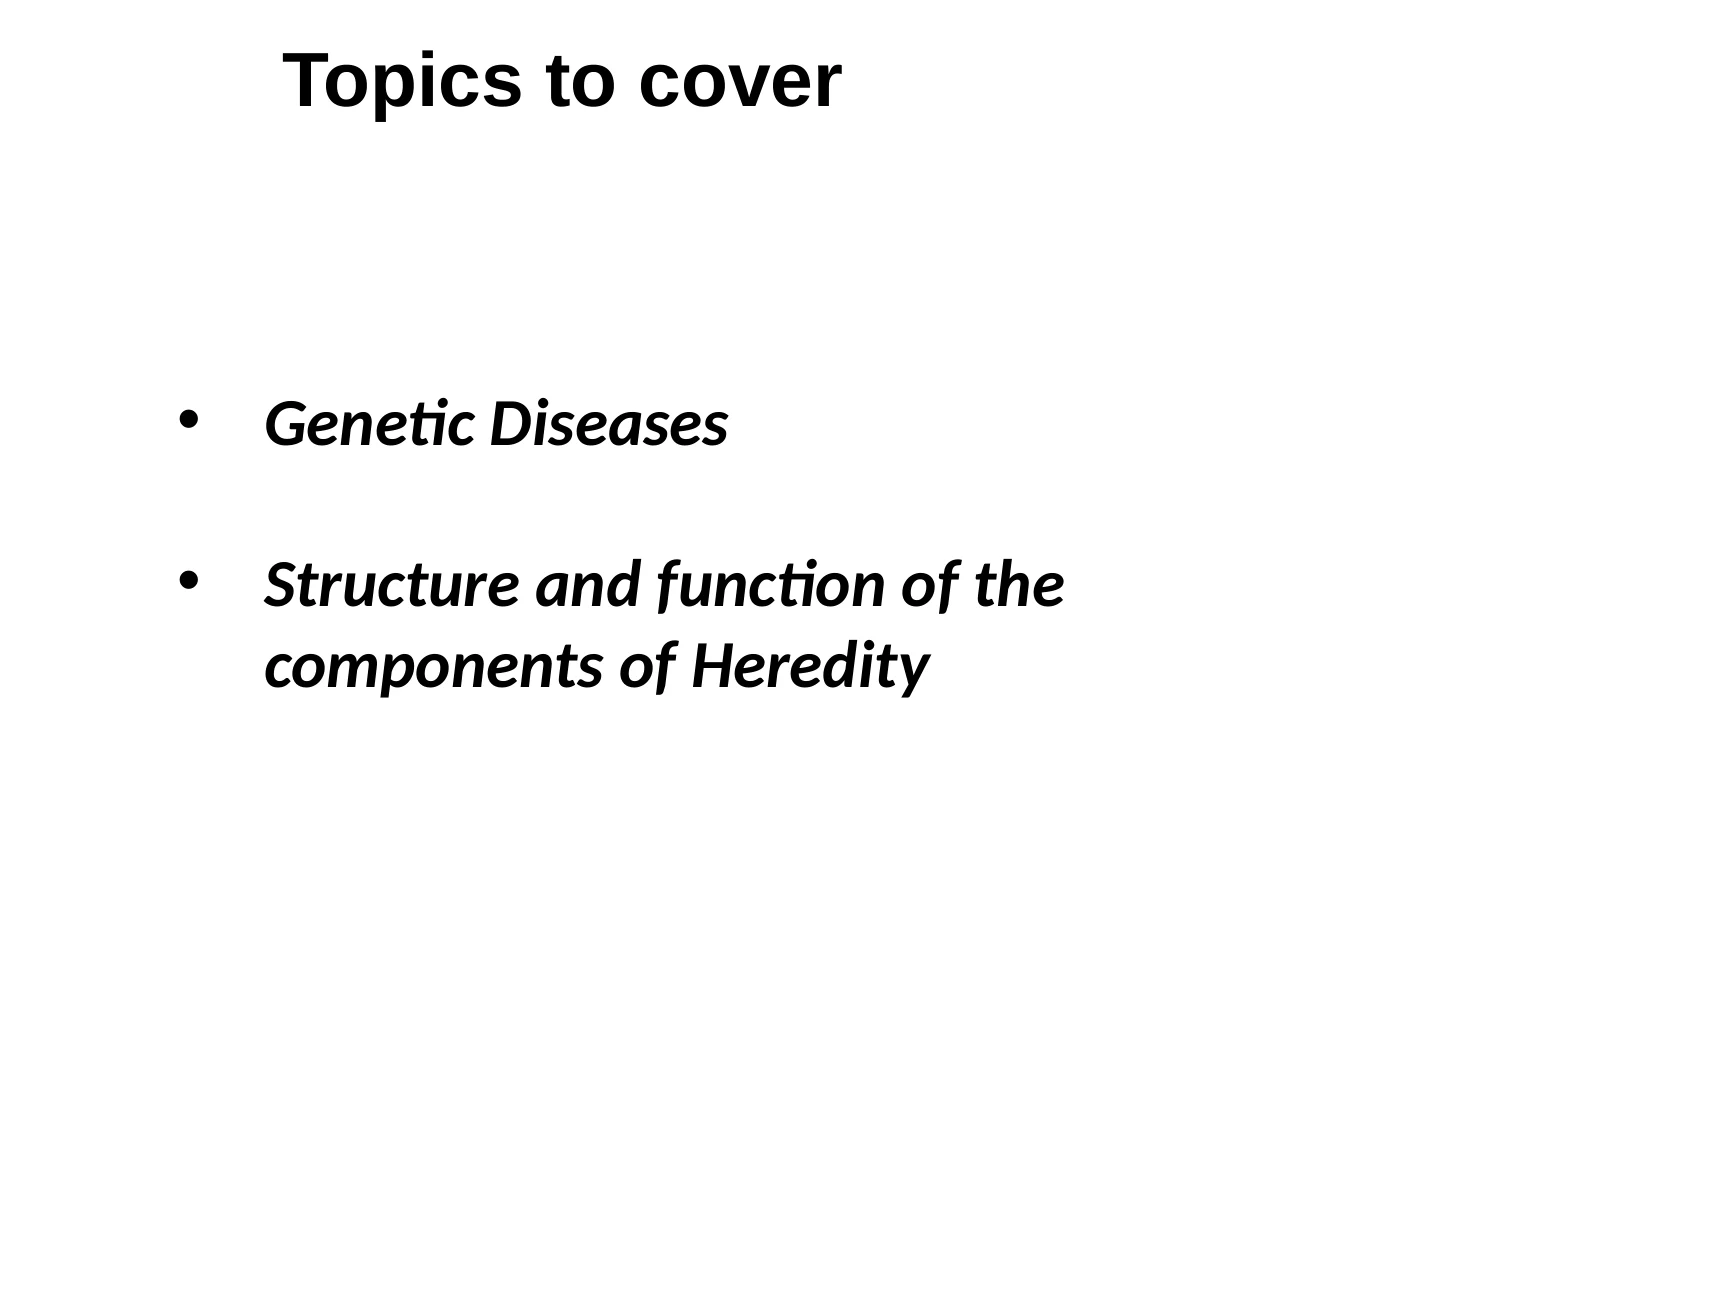 Topics to cover
• Genetic Diseases
• Structure and function of the
components of Heredity